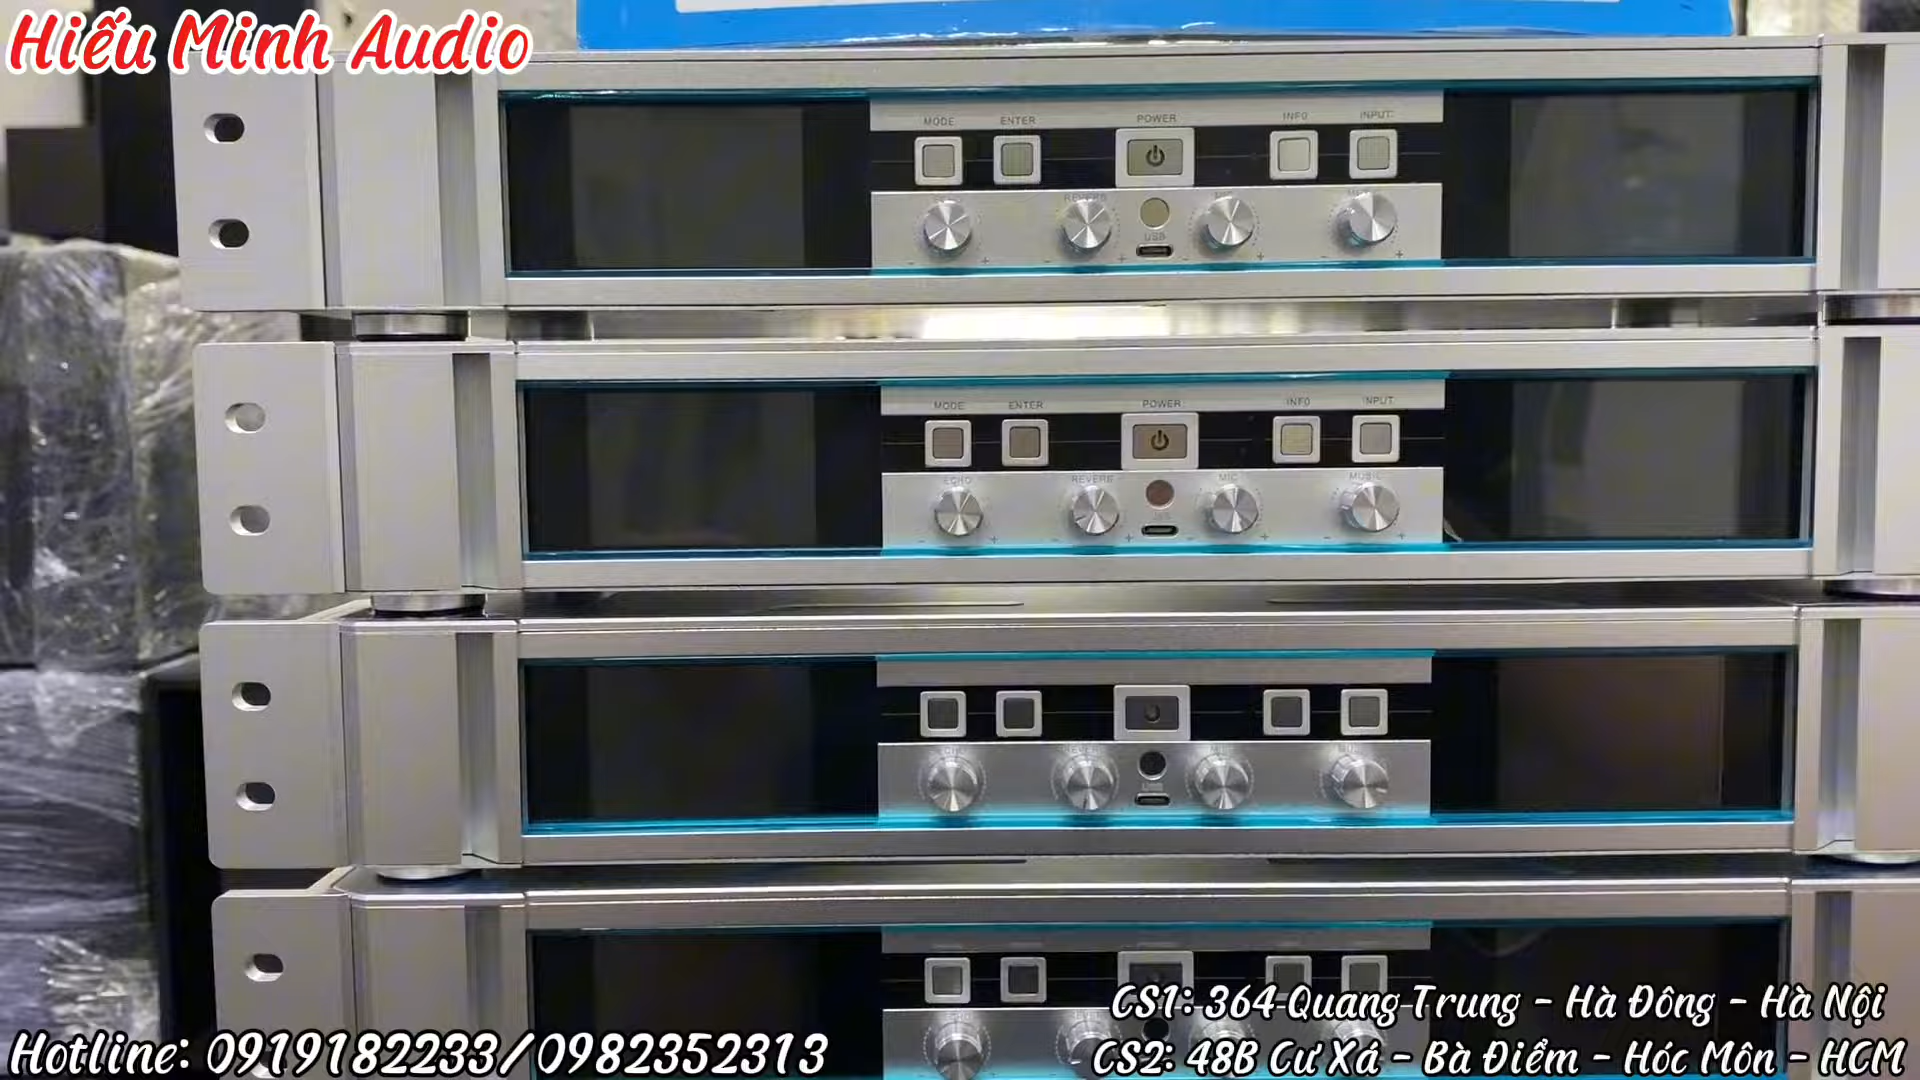 Hiếu Minh Audio
MODE ENTER POWER INFO INPUT
REVERB MIC
USB
- + - + - +
MODE ENTER POWER INFO INPUT
ECHO REVERB MIC MUSIC
- + - + - + - +
CS1: 364 Quang Trung - Hà Đông - Hà Nội
Hotline: 0919182233/0982352313
CS2: 48B Cư Xá - Bà Điểm - Hóc Môn - HCM